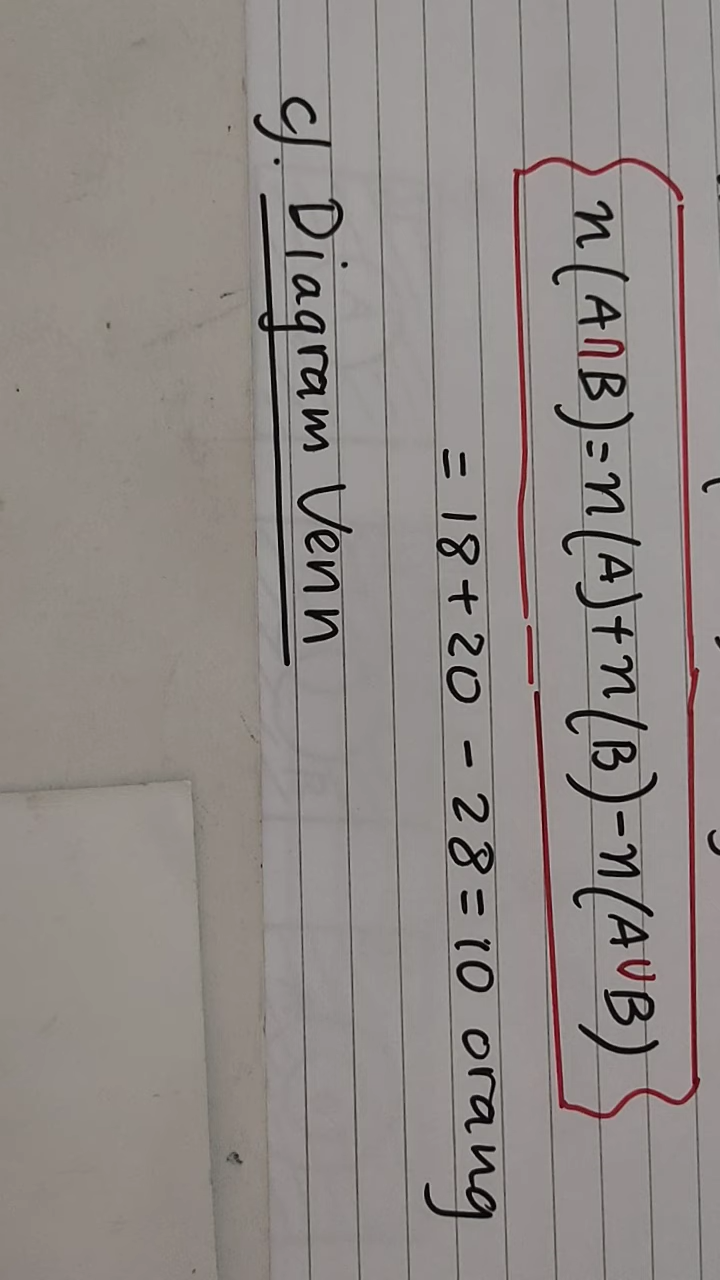 n(A∩B)=n(A)+n(B)-n(A∪B)
= 18 + 20 - 28 = 10 orang
c). Diagram Venn